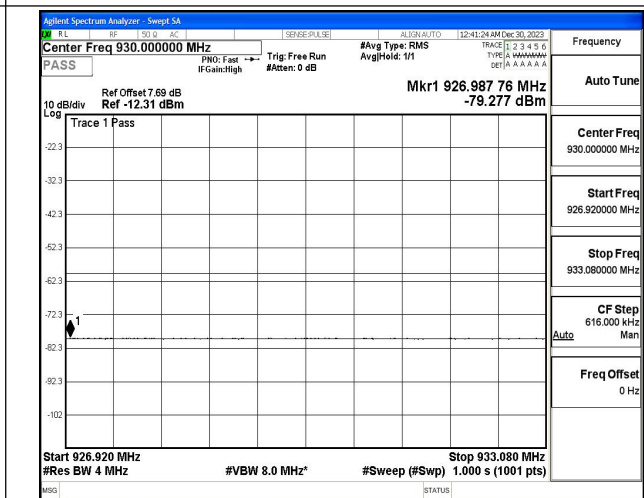 Agilent Spectrum Analyzer - Swept SA
RL RF 50 Ω AC SENSE:PULSE ALIGN AUTO 12:41:24 AM Dec 30, 2023
Center Freq 930.000000 MHz
PASS
PNO: Fast
IFGain:High
Trig: Free Run
#Atten: 0 dB
#Avg Type: RMS
Avg|Hold: 1/1
TRACE 1 2 3 4 5 6
TYPE A WWWWW
DET A A A A A A
Ref Offset 7.69 dB
10 dB/div Ref -12.31 dBm
Log
Mkr1 926.987 76 MHz
-79.277 dBm
Trace 1 Pass
-22.3
-32.3
-42.3
-52.3
-62.3
-72.3
1
-82.3
-92.3
-102
Start 926.920 MHz Stop 933.080 MHz
#Res BW 4 MHz #VBW 8.0 MHz* #Sweep (#Swp) 1.000 s (1001 pts)
MSG STATUS
Frequency
Auto Tune
Center Freq
930.000000 MHz
Start Freq
926.920000 MHz
Stop Freq
933.080000 MHz
CF Step
616.000 kHz
Auto Man
Freq Offset
0 Hz